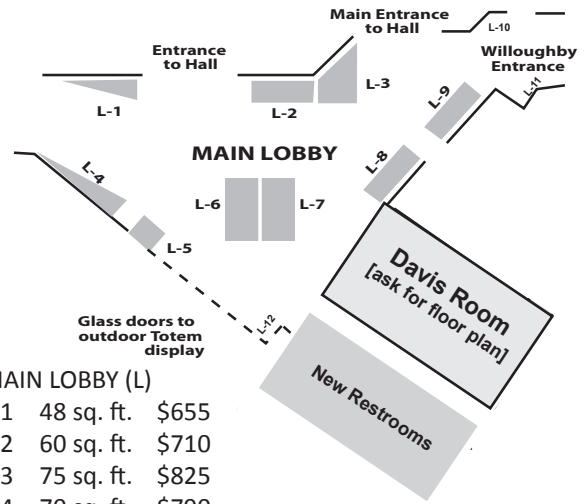 Main Entrance
to Hall
L-10
Entrance
to Hall
Willoughby
Entrance
L-11
L-3
L-9
L-1
L-2
MAIN LOBBY
L-8
L-4
L-6
L-7
L-5
Davis Room
[ask for floor plan]
Glass doors to
outdoor Totem
display
L-12
New Restrooms
MAIN LOBBY (L)
1 48 sq. ft. $655
2 60 sq. ft. $710
3 75 sq. ft. $825